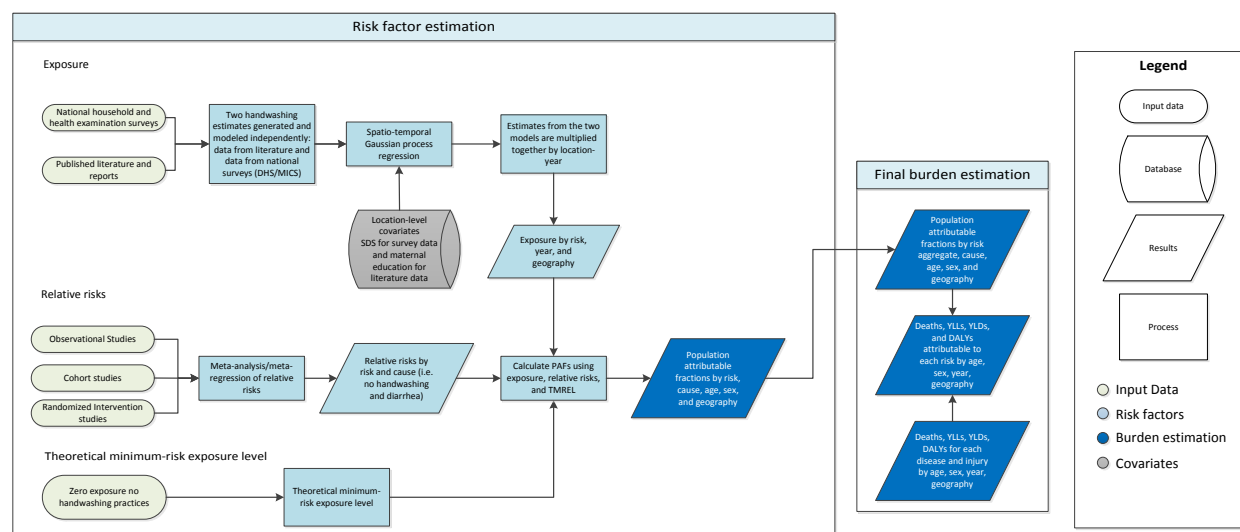 Risk factor estimation
Exposure
National household and
health examination surveys
Published literature and
reports
Two handwashing
estimates generated and
modeled independently:
data from literature and
data from national
surveys (DHS/MICS)
Spatio-temporal
Gaussian process
regression
Estimates from the two
models are multiplied
together by location-
year
Location-level
covariates
SDS for survey data
and maternal
education for
literature data
Exposure by risk,
year, and
geography
Relative risks
Observational Studies
Cohort studies
Randomized Intervention
studies
Meta-analysis/meta-
regression of relative
risks
Relative risks by
risk and cause (i.e.
no handwashing
and diarrhea)
Calculate PAFs using
exposure, relative risks,
and TMREL
Population
attributable
fractions by risk,
cause, age, sex,
and geography
Theoretical minimum-risk exposure level
Zero exposure no
handwashing practices
Theoretical minimum-
risk exposure level
Final burden estimation
Population
attributable
fractions by risk
aggregate, cause,
age, sex, and
geography
Deaths, YLLs, YLDs,
and DALYs
attributable to
each risk by age,
sex, year,
geography
Deaths, YLLs, YLDs,
DALYs for each
disease and injury
by age, sex, year,
geography
Legend
Input data
Database
Results
Process
Input Data
Risk factors
Burden estimation
Covariates